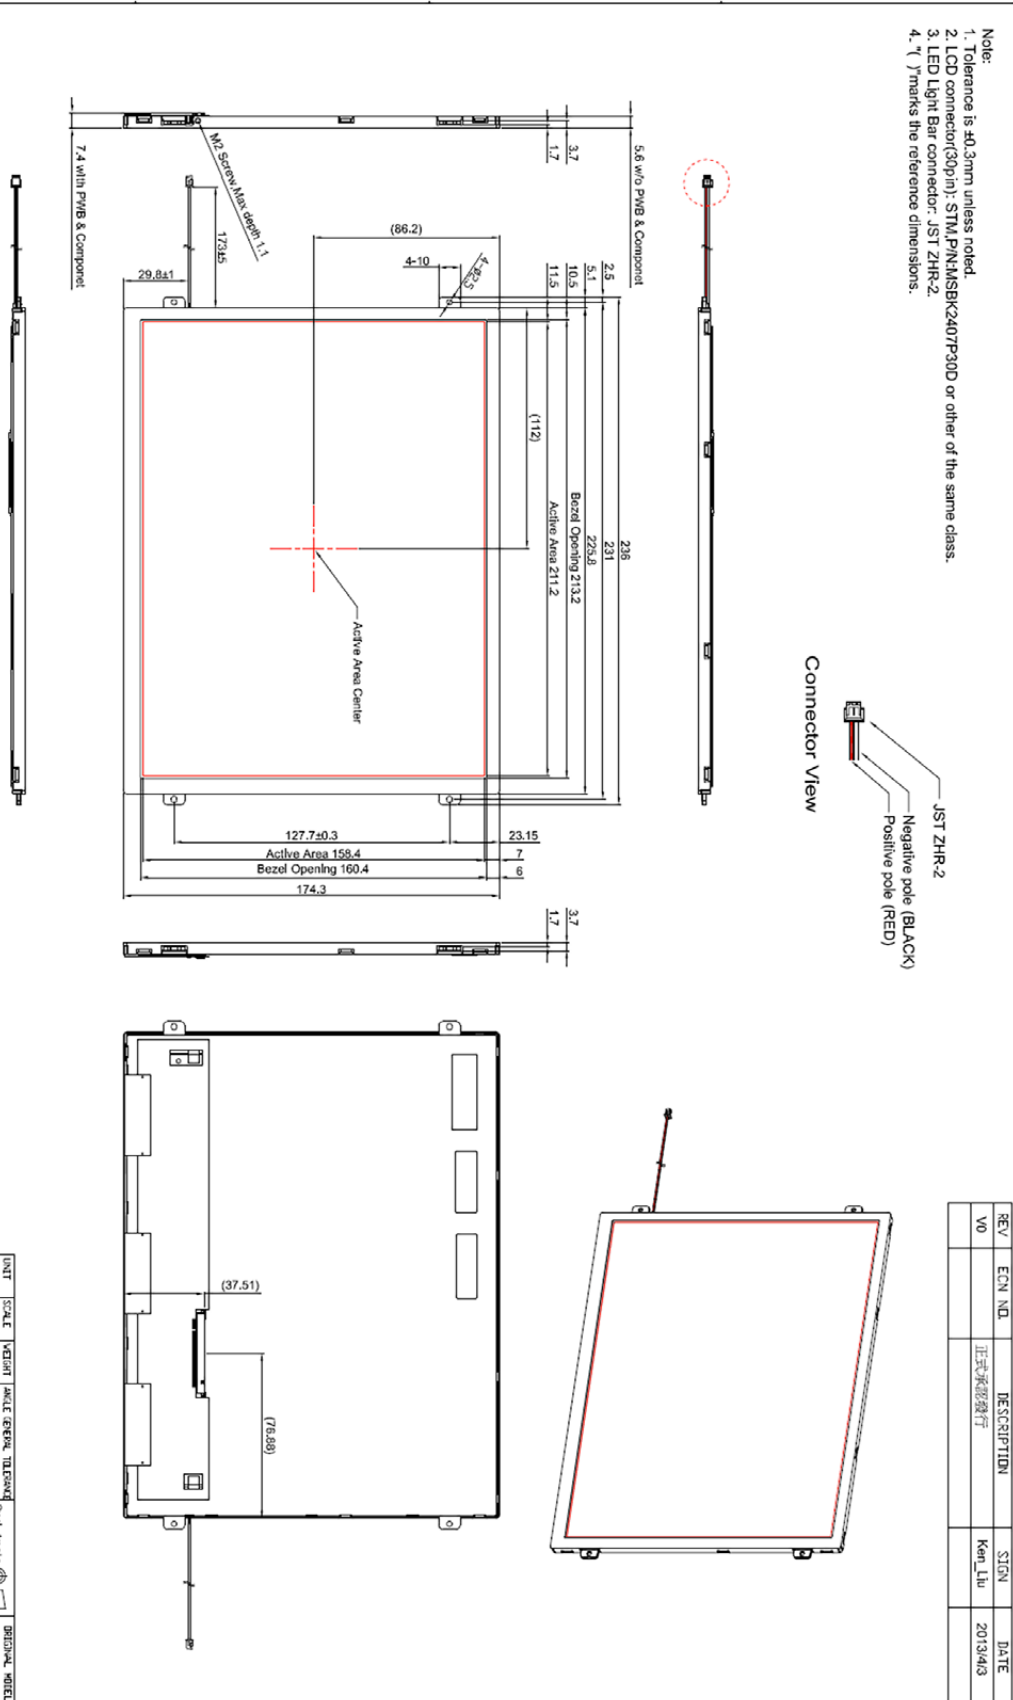 Note:
1. Tolerance is ±0.3mm unless noted.
2. LCD connector(30pin): STM,P/N:MSBK2407P30D or other of the same class.
3. LED Light Bar connector: JST ZHR-2.
4. "( )"marks the reference dimensions.
JST ZHR-2
Negative pole (BLACK)
Positive pole (RED)
Connector View
5.6 w/o PWB & Componet
3.7
1.7
M2 Screw Max depth 1.1
7.4 with PWB & Componet
236
231
225.8
Bezel Opening 213.2
Active Area 211.2
2.5
5.1
10.5
11.5
(112)
(86.2)
4-10
173±5
29.8±1
Active Area Center
127.7±0.3
23.15
Active Area 158.4
7
Bezel Opening 160.4
6
174.3
3.7
1.7
(37.51)
(76.88)
REV ECN NO. DESCRIPTION SIGN DATE
V0 正式承認發行 Ken_Liu 2013/4/3
UNIT SCALE WEIGHT ANGLE GENERAL TOLERANCE ORIGINAL MODEL